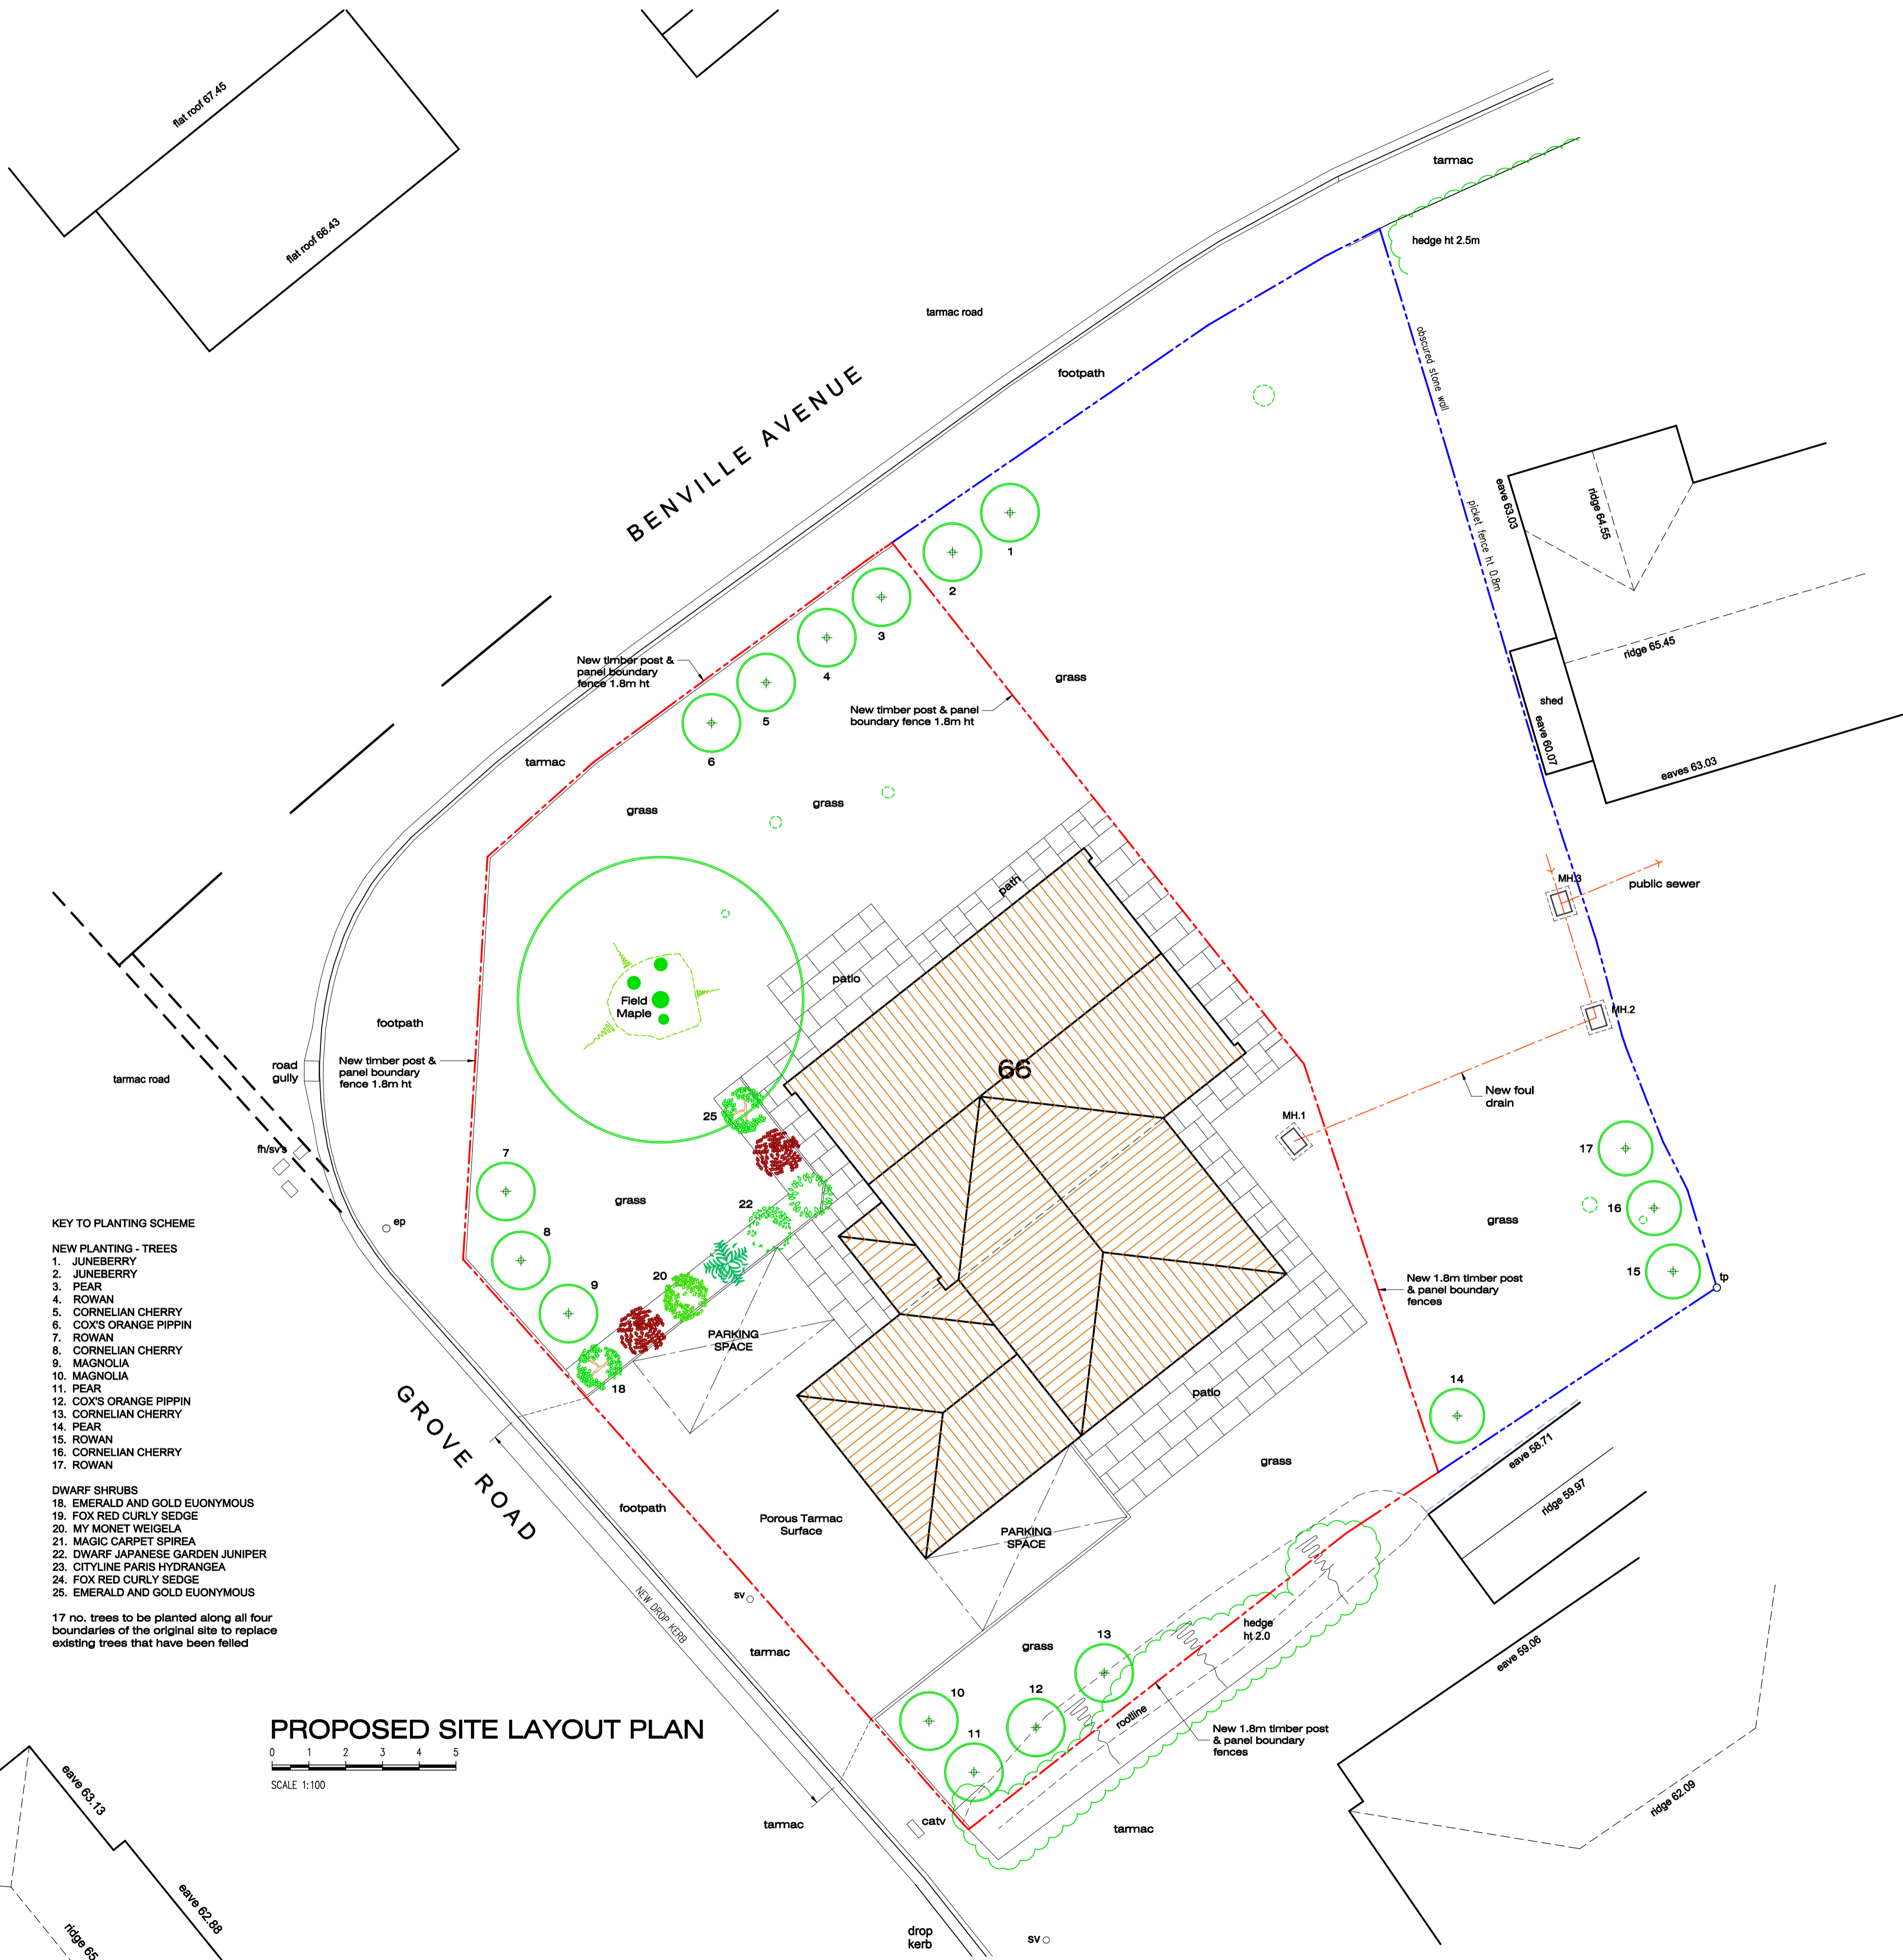 flat roof 67.45
flat roof 66.43
tarmac
hedge ht 2.5m
tarmac road
BENVILLE AVENUE
footpath
obscured stone wall
picket fence ht 0.8m
eave 63.03
ridge 64.55
ridge 65.45
shed
eave 60.07
eaves 63.03
1
2
3
4
5
6
New timber post &
panel boundary
fence 1.8m ht
New timber post & panel
boundary fence 1.8m ht
grass
tarmac
grass
grass
path
patio
Field
Maple
footpath
road
gully
New timber post &
panel boundary
fence 1.8m ht
tarmac road
fh/sv's
ep
66
MH.3
public sewer
MH.2
MH.1
New foul
drain
25
22
20
18
7
8
9
grass
PARKING
SPACE
17
16
15
grass
tp
New 1.8m timber post
& panel boundary
fences
14
patio
grass
KEY TO PLANTING SCHEME
NEW PLANTING - TREES
1. JUNEBERRY
2. JUNEBERRY
3. PEAR
4. ROWAN
5. CORNELIAN CHERRY
6. COX'S ORANGE PIPPIN
7. ROWAN
8. CORNELIAN CHERRY
9. MAGNOLIA
10. MAGNOLIA
11. PEAR
12. COX'S ORANGE PIPPIN
13. CORNELIAN CHERRY
14. PEAR
15. ROWAN
16. CORNELIAN CHERRY
17. ROWAN
DWARF SHRUBS
18. EMERALD AND GOLD EUONYMOUS
19. FOX RED CURLY SEDGE
20. MY MONET WEIGELA
21. MAGIC CARPET SPIREA
22. DWARF JAPANESE GARDEN JUNIPER
23. CITYLINE PARIS HYDRANGEA
24. FOX RED CURLY SEDGE
25. EMERALD AND GOLD EUONYMOUS
17 no. trees to be planted along all four
boundaries of the original site to replace
existing trees that have been felled
GROVE ROAD
footpath
Porous Tarmac
Surface
PARKING
SPACE
NEW DROP KERB
sv
tarmac
grass
10
11
12
13
hedge
ht 2.0
rootline
New 1.8m timber post
& panel boundary
fences
eave 58.71
ridge 59.97
eave 59.06
ridge 62.09
PROPOSED SITE LAYOUT PLAN
0 1 2 3 4 5
SCALE 1:100
tarmac
catv
tarmac
drop
kerb
sv
eave 63.13
eave 62.88
ridge 65